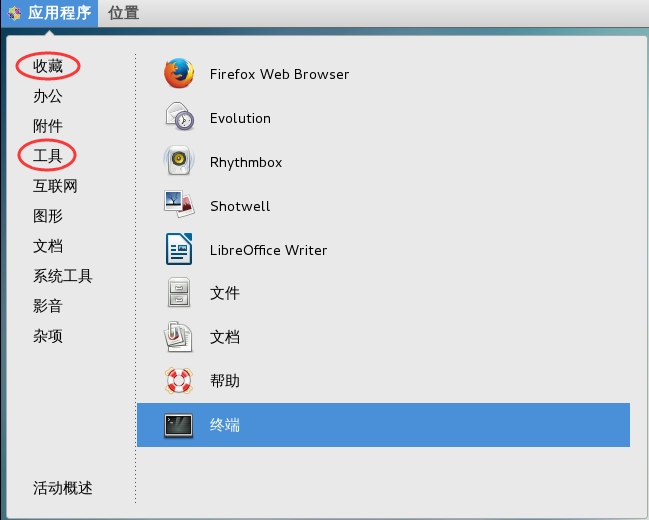 应用程序 位置
收藏
办公
附件
工具
互联网
图形
文档
系统工具
影音
杂项
活动概述
Firefox Web Browser
Evolution
Rhythmbox
Shotwell
LibreOffice Writer
文件
文档
帮助
终端